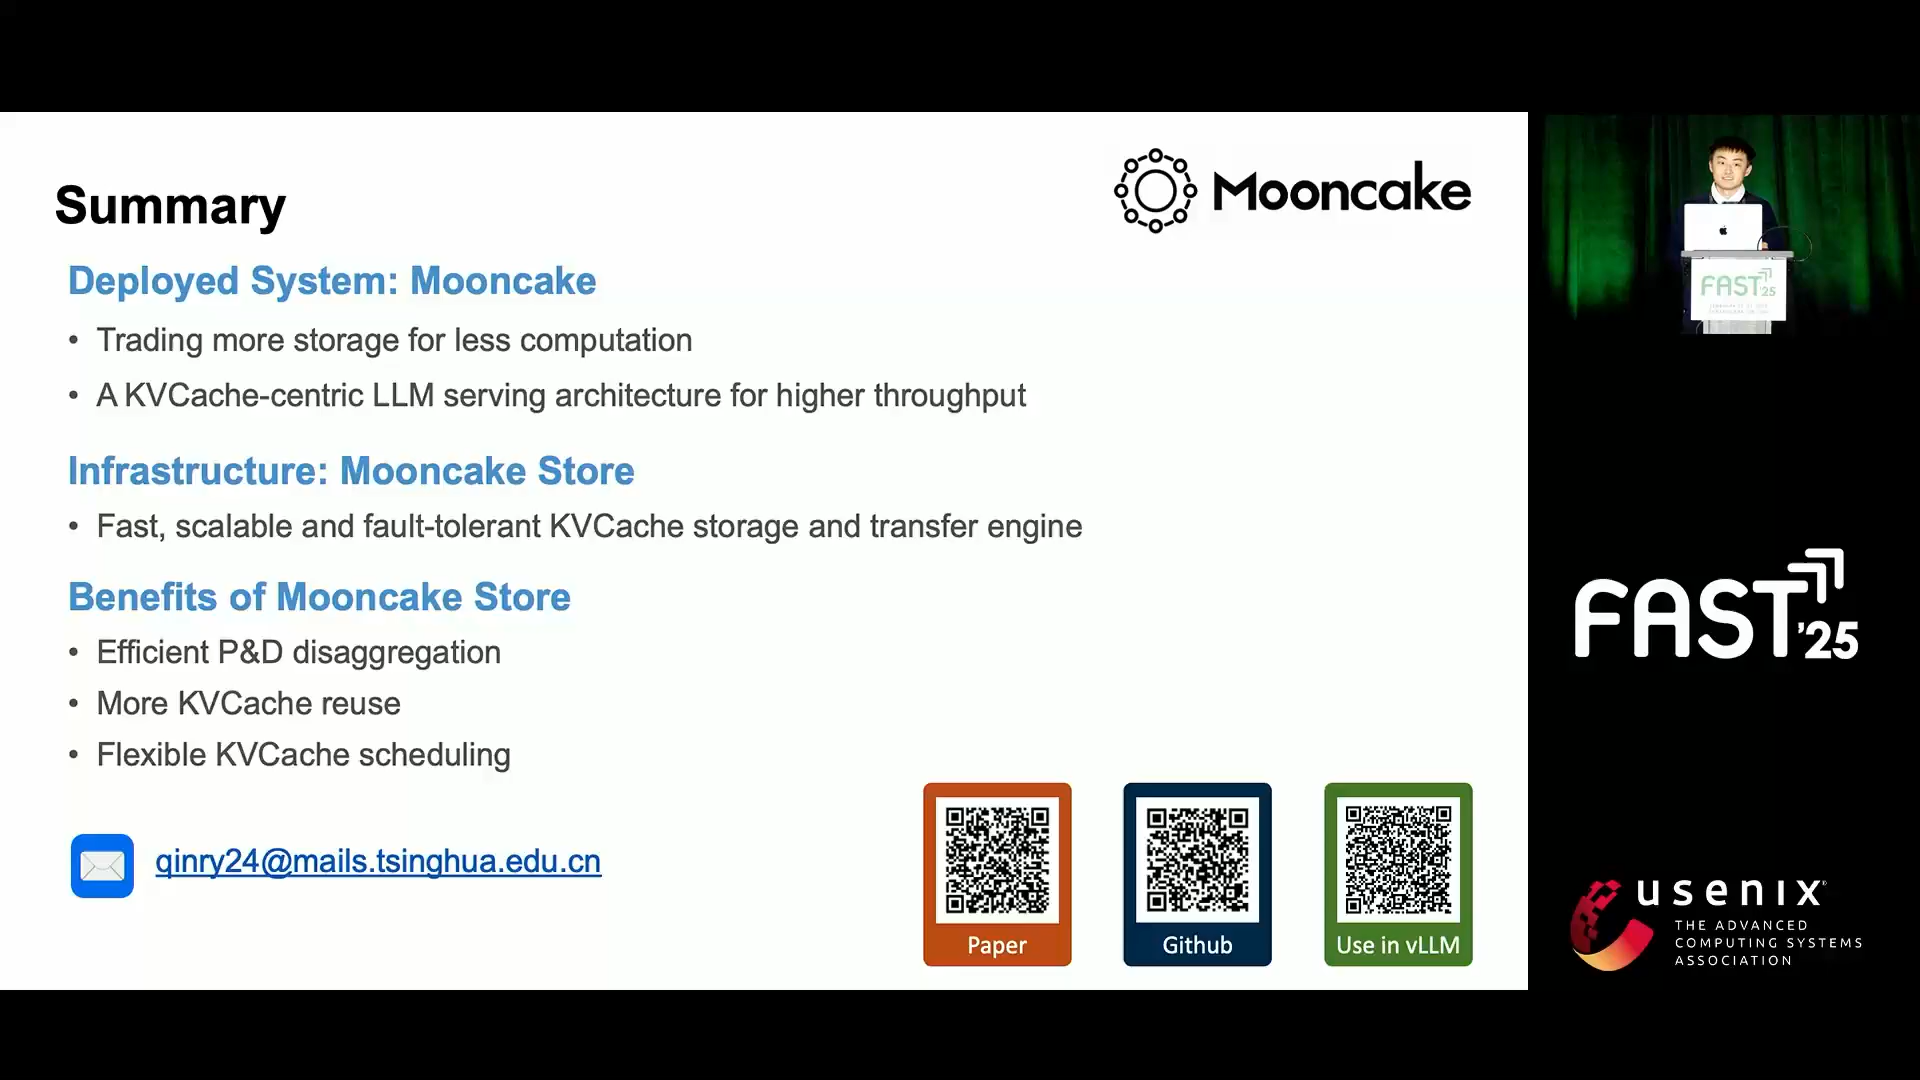 Summary
Mooncake
Deployed System: Mooncake
• Trading more storage for less computation
• A KVCache-centric LLM serving architecture for higher throughput
Infrastructure: Mooncake Store
• Fast, scalable and fault-tolerant KVCache storage and transfer engine
Benefits of Mooncake Store
• Efficient P&D disaggregation
• More KVCache reuse
• Flexible KVCache scheduling
qinry24@mails.tsinghua.edu.cn
Paper
Github
Use in vLLM
FAST '25
FAST '25
usenix®
THE ADVANCED
COMPUTING SYSTEMS
ASSOCIATION